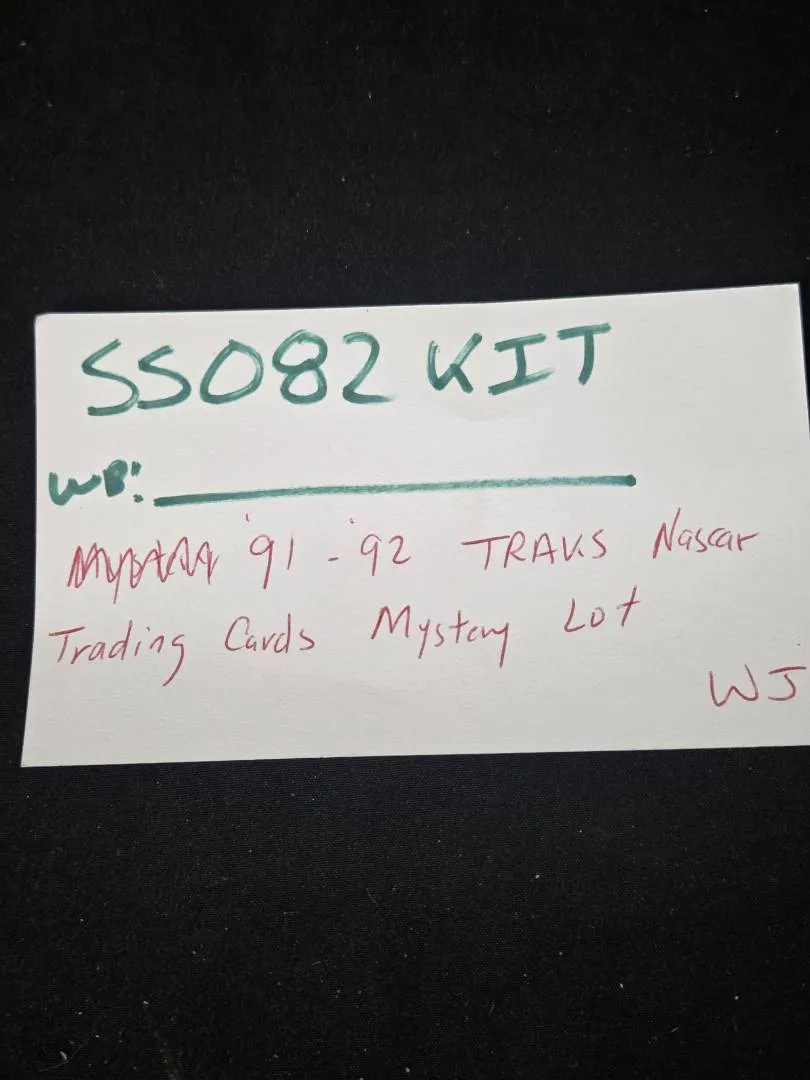 SS082 KIT
WB:
'91 - '92 TRAKS Nascar
Trading Cards Mystery Lot
WJ